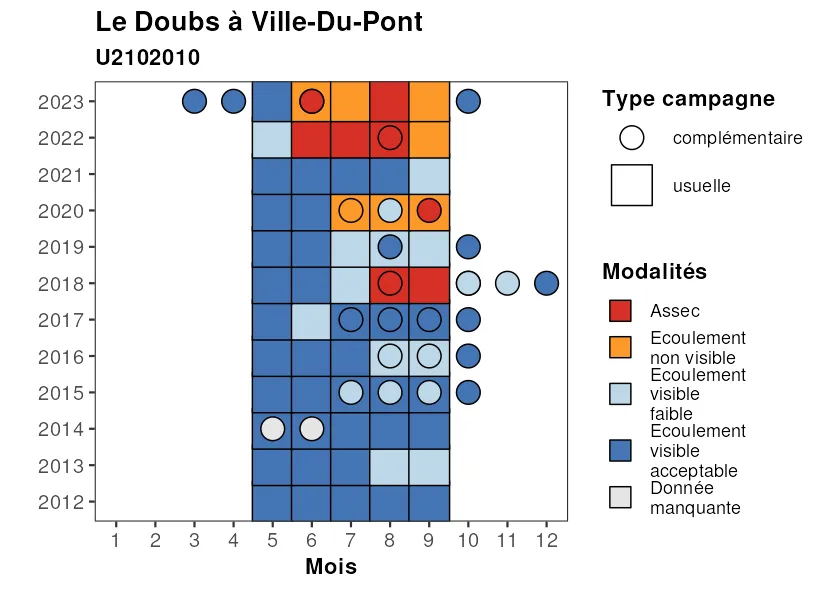 Le Doubs à Ville-Du-Pont
U2102010
2023
2022
2021
2020
2019
2018
2017
2016
2015
2014
2013
2012
1 2 3 4 5 6 7 8 9 10 11 12
Mois
Type campagne
complémentaire
usuelle
Modalités
Assec
Ecoulement
non visible
Ecoulement
visible
faible
Ecoulement
visible
acceptable
Donnée
manquante